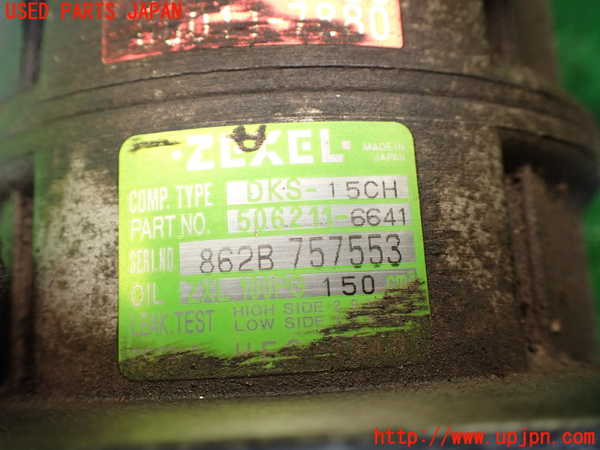 USED PARTS JAPAN
7880
·ZEXEL·
MADE IN
JAPAN
COMP. TYPE DKS-15CH
PART NO. 506211-6641
SERI.NO 862B 757553
OIL 150
LEAK.TEST HIGH SIDE
LOW SIDE
http://www.upjpn.com/